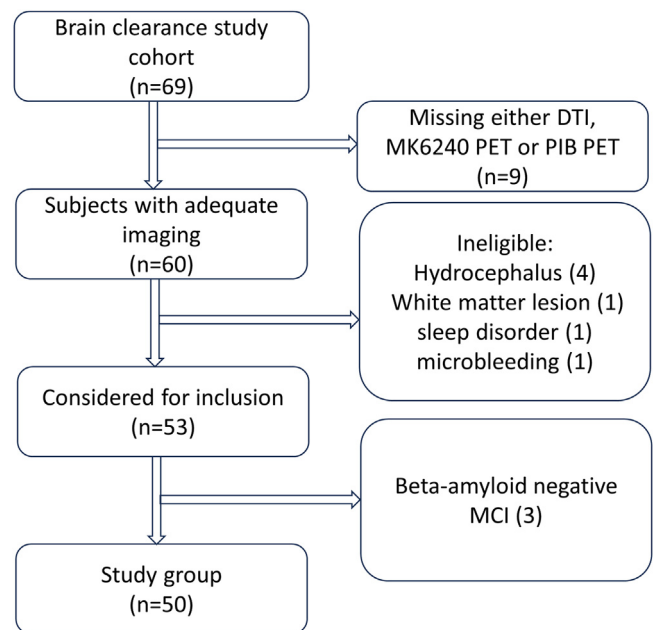 Brain clearance study
cohort
(n=69)
Missing either DTI,
MK6240 PET or PIB PET
(n=9)
Subjects with adequate
imaging
(n=60)
Ineligible:
Hydrocephalus (4)
White matter lesion (1)
sleep disorder (1)
microbleeding (1)
Considered for inclusion
(n=53)
Beta-amyloid negative
MCI (3)
Study group
(n=50)